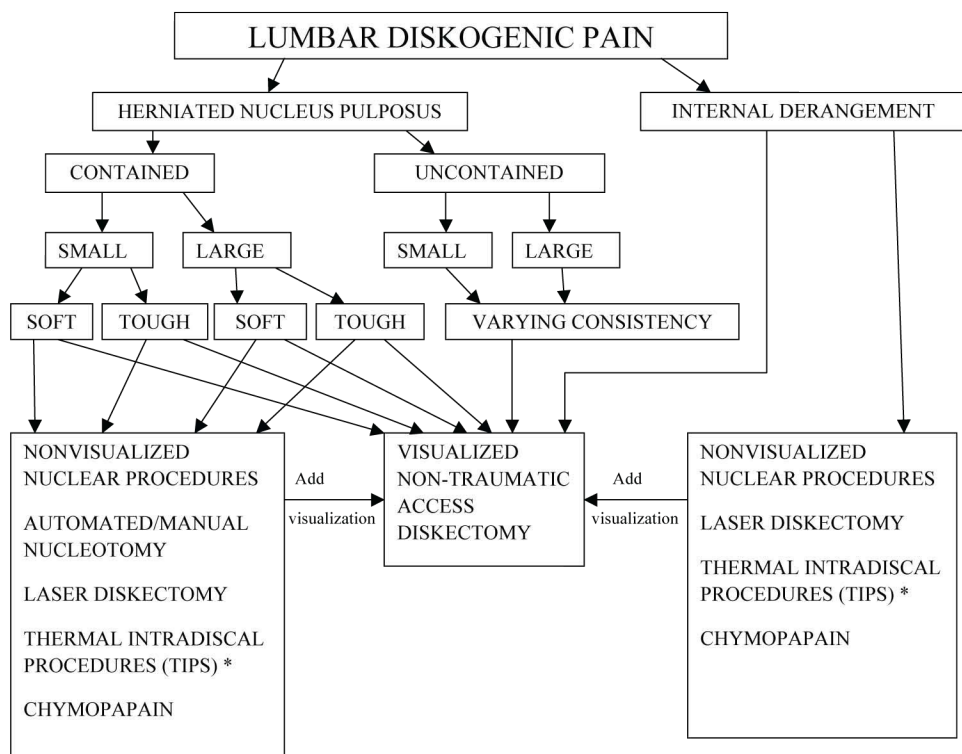 LUMBAR DISKOGENIC PAIN
HERNIATED NUCLEUS PULPOSUS
INTERNAL DERANGEMENT
CONTAINED
UNCONTAINED
SMALL
LARGE
SMALL
LARGE
SOFT
TOUGH
SOFT
TOUGH
VARYING CONSISTENCY
NONVISUALIZED
NUCLEAR PROCEDURES
AUTOMATED/MANUAL
NUCLEOTOMY
LASER DISKECTOMY
THERMAL INTRADISCAL
PROCEDURES (TIPS) *
CHYMOPAPAIN
Add
visualization
VISUALIZED
NON-TRAUMATIC
ACCESS
DISKECTOMY
Add
visualization
NONVISUALIZED
NUCLEAR PROCEDURES
LASER DISKECTOMY
THERMAL INTRADISCAL
PROCEDURES (TIPS) *
CHYMOPAPAIN